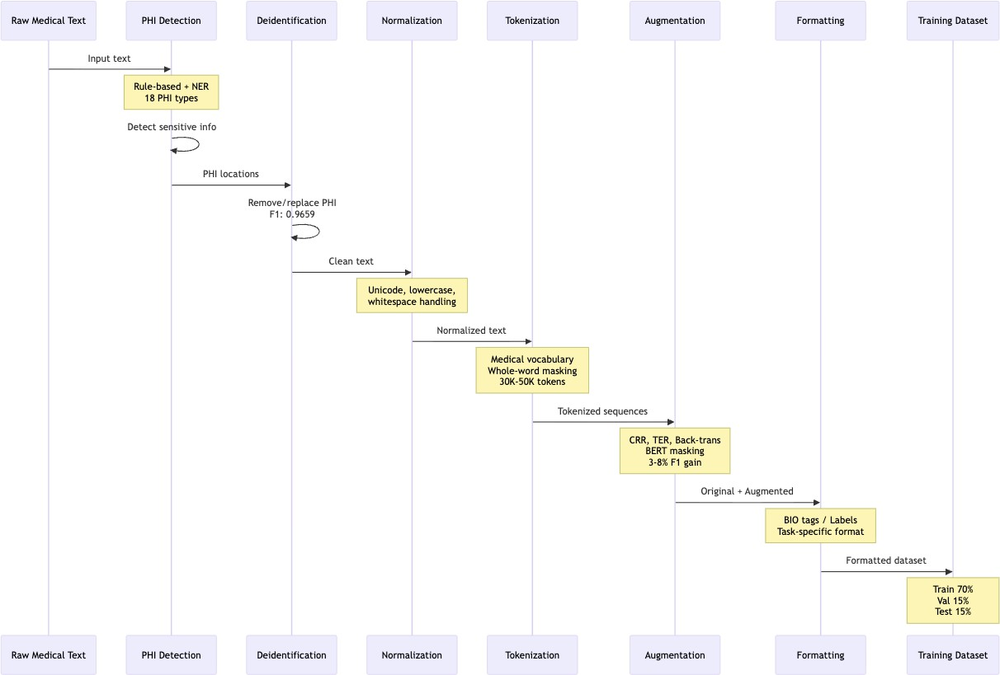 Raw Medical Text
PHI Detection
Deidentification
Normalization
Tokenization
Augmentation
Formatting
Training Dataset
Input text
Rule-based + NER
18 PHI types
Detect sensitive info
PHI locations
Remove/replace PHI
F1: 0.9659
Clean text
Unicode, lowercase,
whitespace handling
Normalized text
Medical vocabulary
Whole-word masking
30K-50K tokens
Tokenized sequences
CRR, TER, Back-trans
BERT masking
3-8% F1 gain
Original + Augmented
BIO tags / Labels
Task-specific format
Formatted dataset
Train 70%
Val 15%
Test 15%
Raw Medical Text
PHI Detection
Deidentification
Normalization
Tokenization
Augmentation
Formatting
Training Dataset